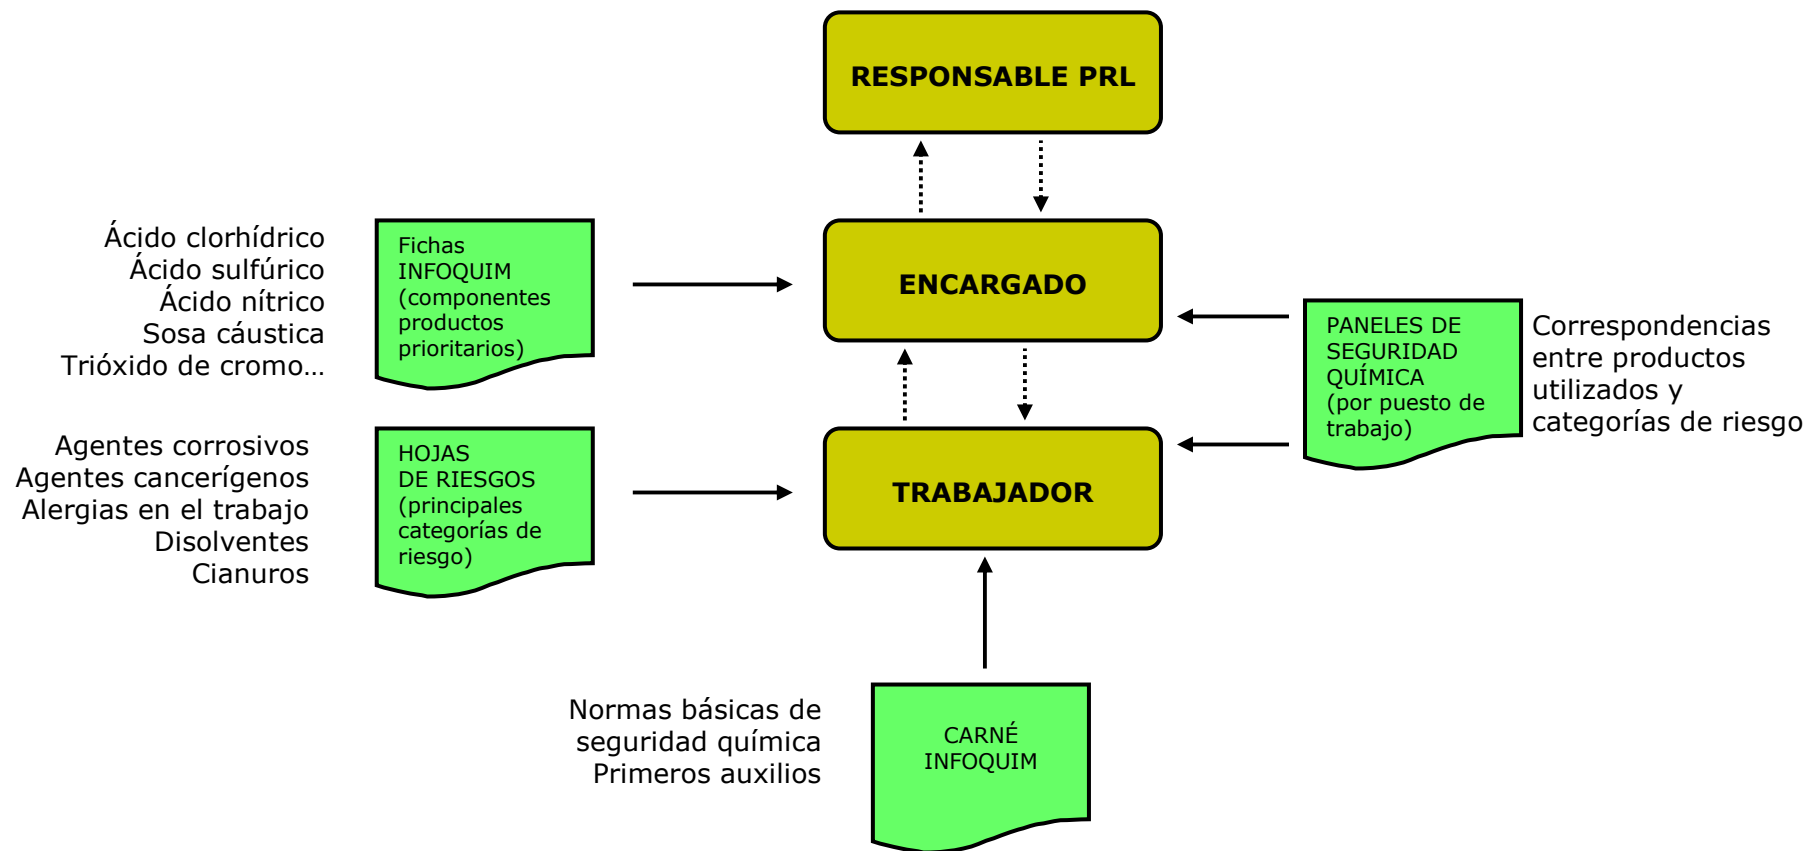 RESPONSABLE PRL
Ácido clorhídrico
Ácido sulfúrico
Ácido nítrico
Sosa cáustica
Trióxido de cromo...
Fichas
INFOQUIM
(componentes
productos
prioritarios)
ENCARGADO
PANELES DE
SEGURIDAD
QUÍMICA
(por puesto de
trabajo)
Correspondencias
entre productos
utilizados y
categorías de riesgo
Agentes corrosivos
Agentes cancerígenos
Alergias en el trabajo
Disolventes
Cianuros
HOJAS
DE RIESGOS
(principales
categorías de
riesgo)
TRABAJADOR
Normas básicas de
seguridad química
Primeros auxilios
CARNÉ
INFOQUIM